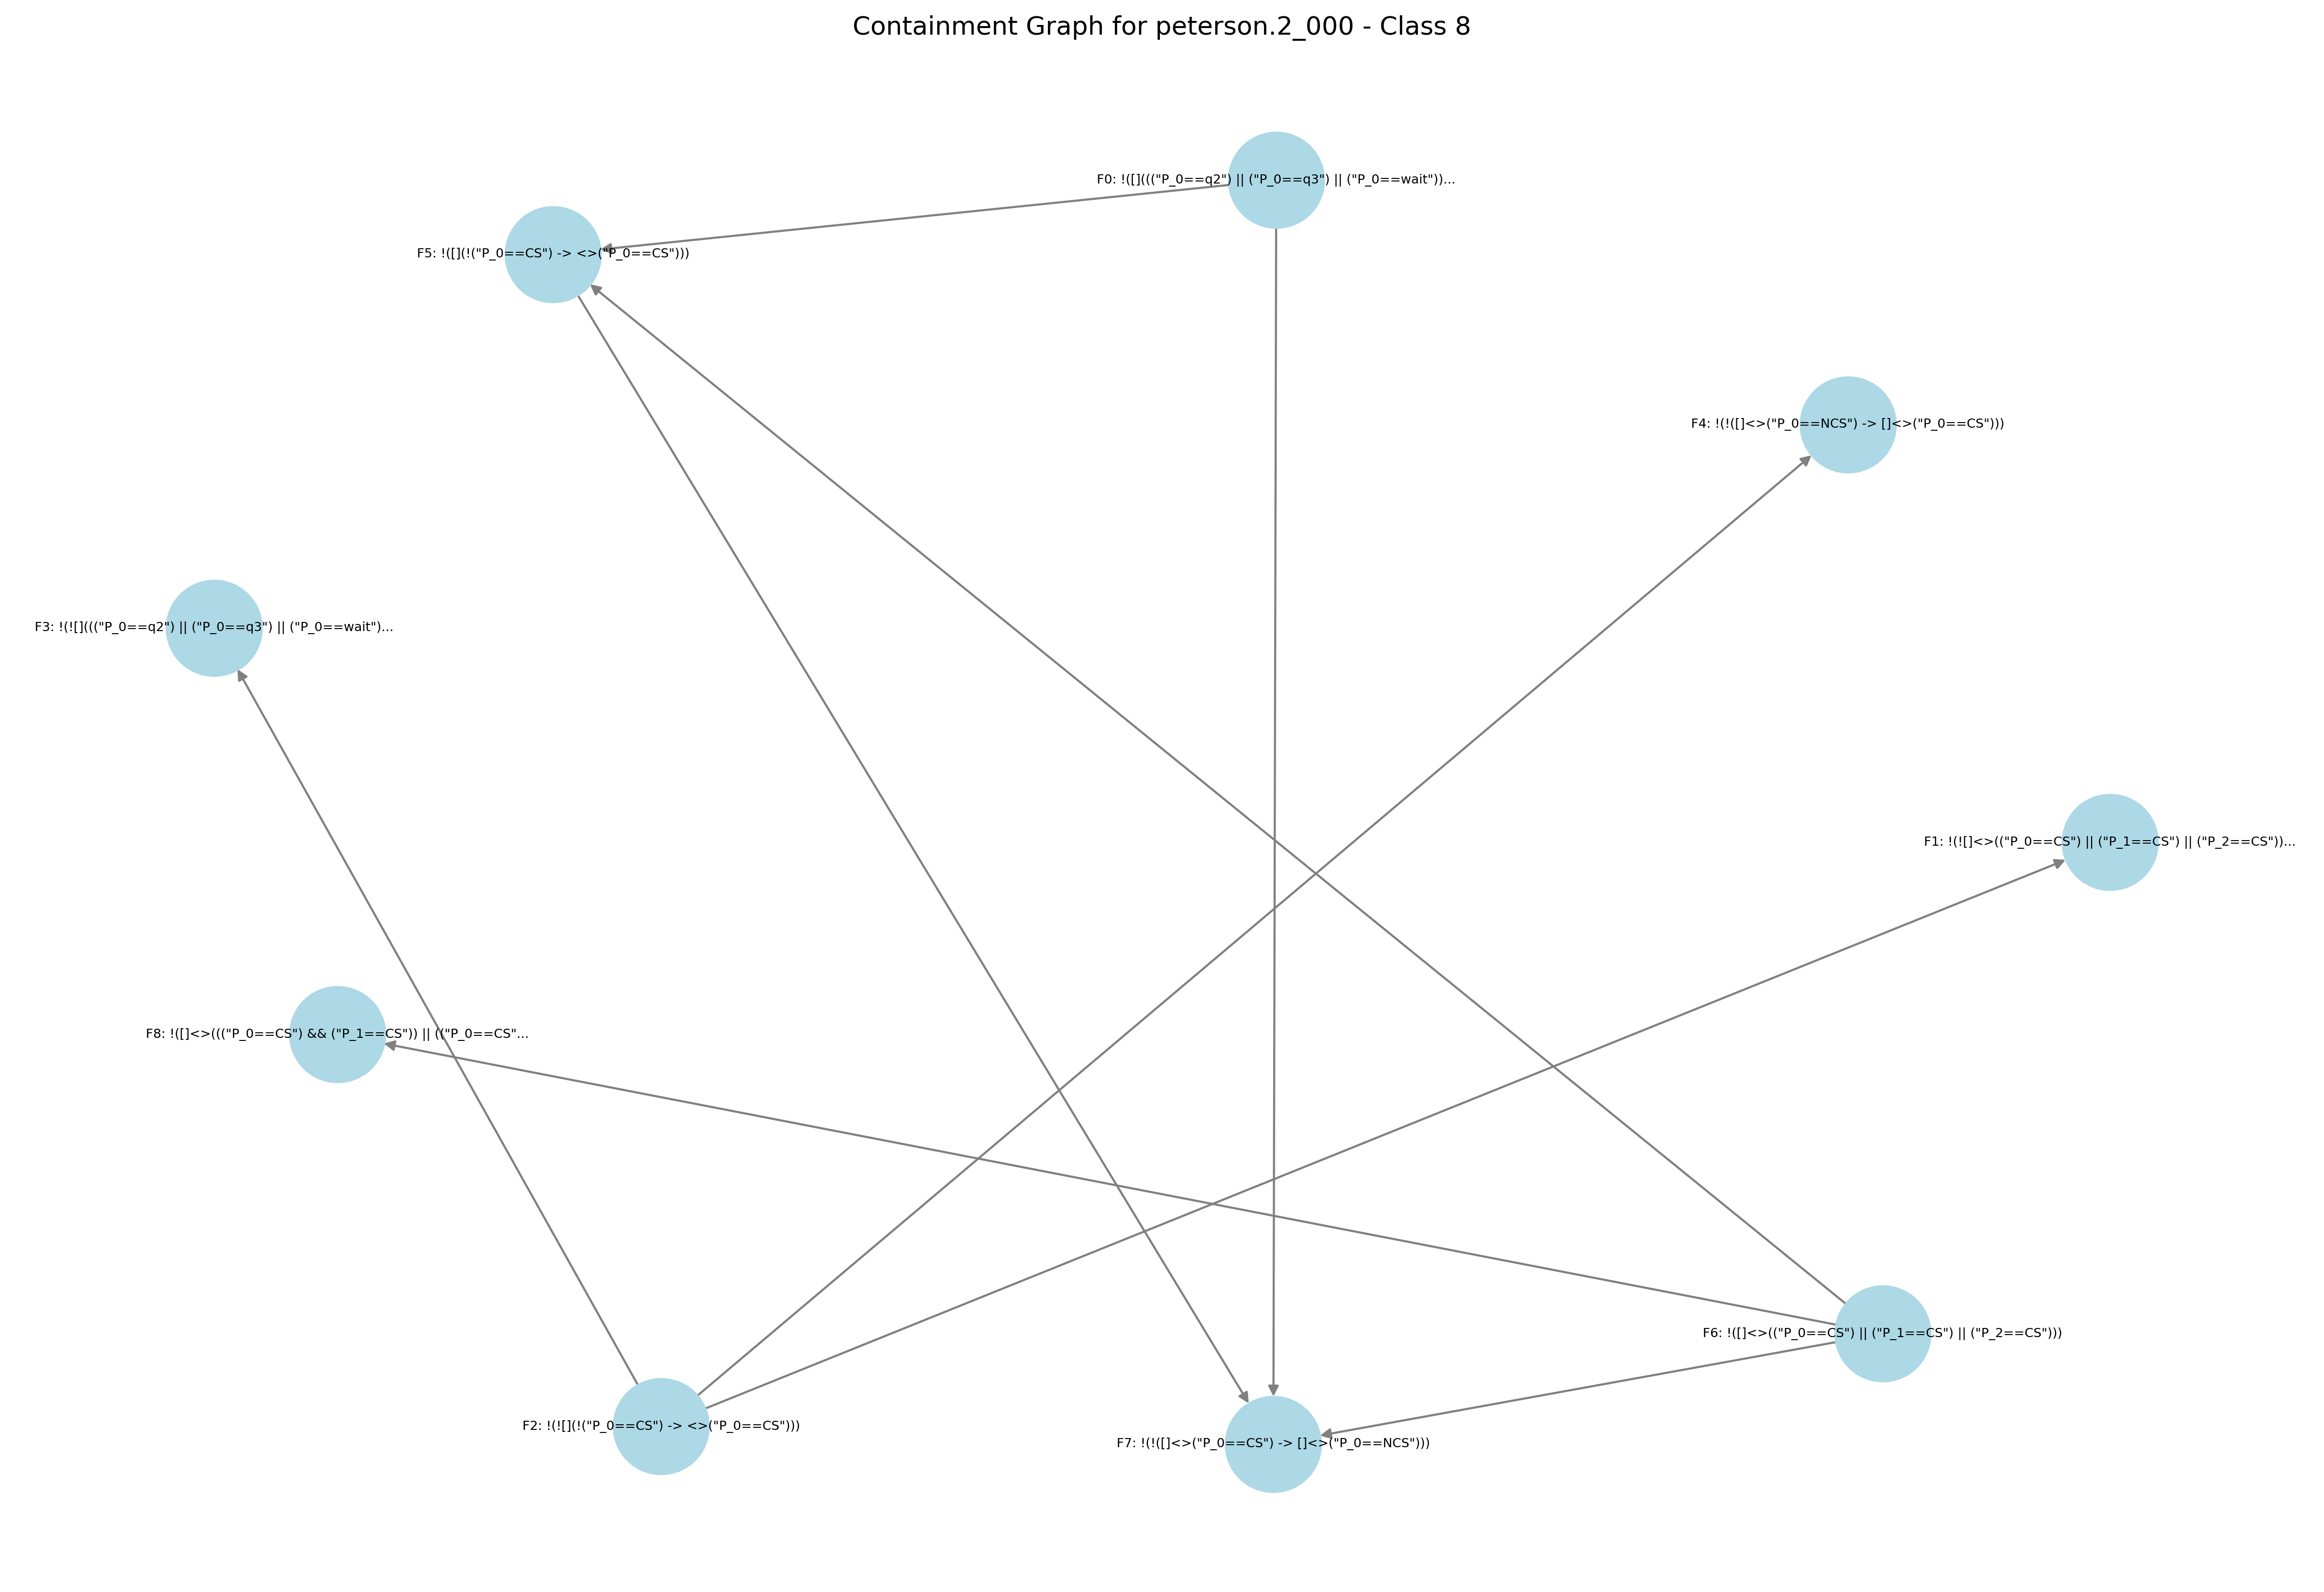 Containment Graph for peterson.2_000 - Class 8
F0: !([]((("P_0==q2") || ("P_0==q3") || ("P_0==wait"))...
F5: !([](!("P_0==CS") -> <>("P_0==CS")))
F4: !(!([]<>("P_0==NCS") -> []<>("P_0==CS")))
F3: !(![]((("P_0==q2") || ("P_0==q3") || ("P_0==wait")...
F1: !(![]<>(("P_0==CS") || ("P_1==CS") || ("P_2==CS"))...
F8: !([]<>((("P_0==CS") && ("P_1==CS")) || (("P_0==CS"...
F6: !([]<>(("P_0==CS") || ("P_1==CS") || ("P_2==CS")))
F2: !(![](!("P_0==CS") -> <>("P_0==CS")))
F7: !(!([]<>("P_0==CS") -> []<>("P_0==NCS")))